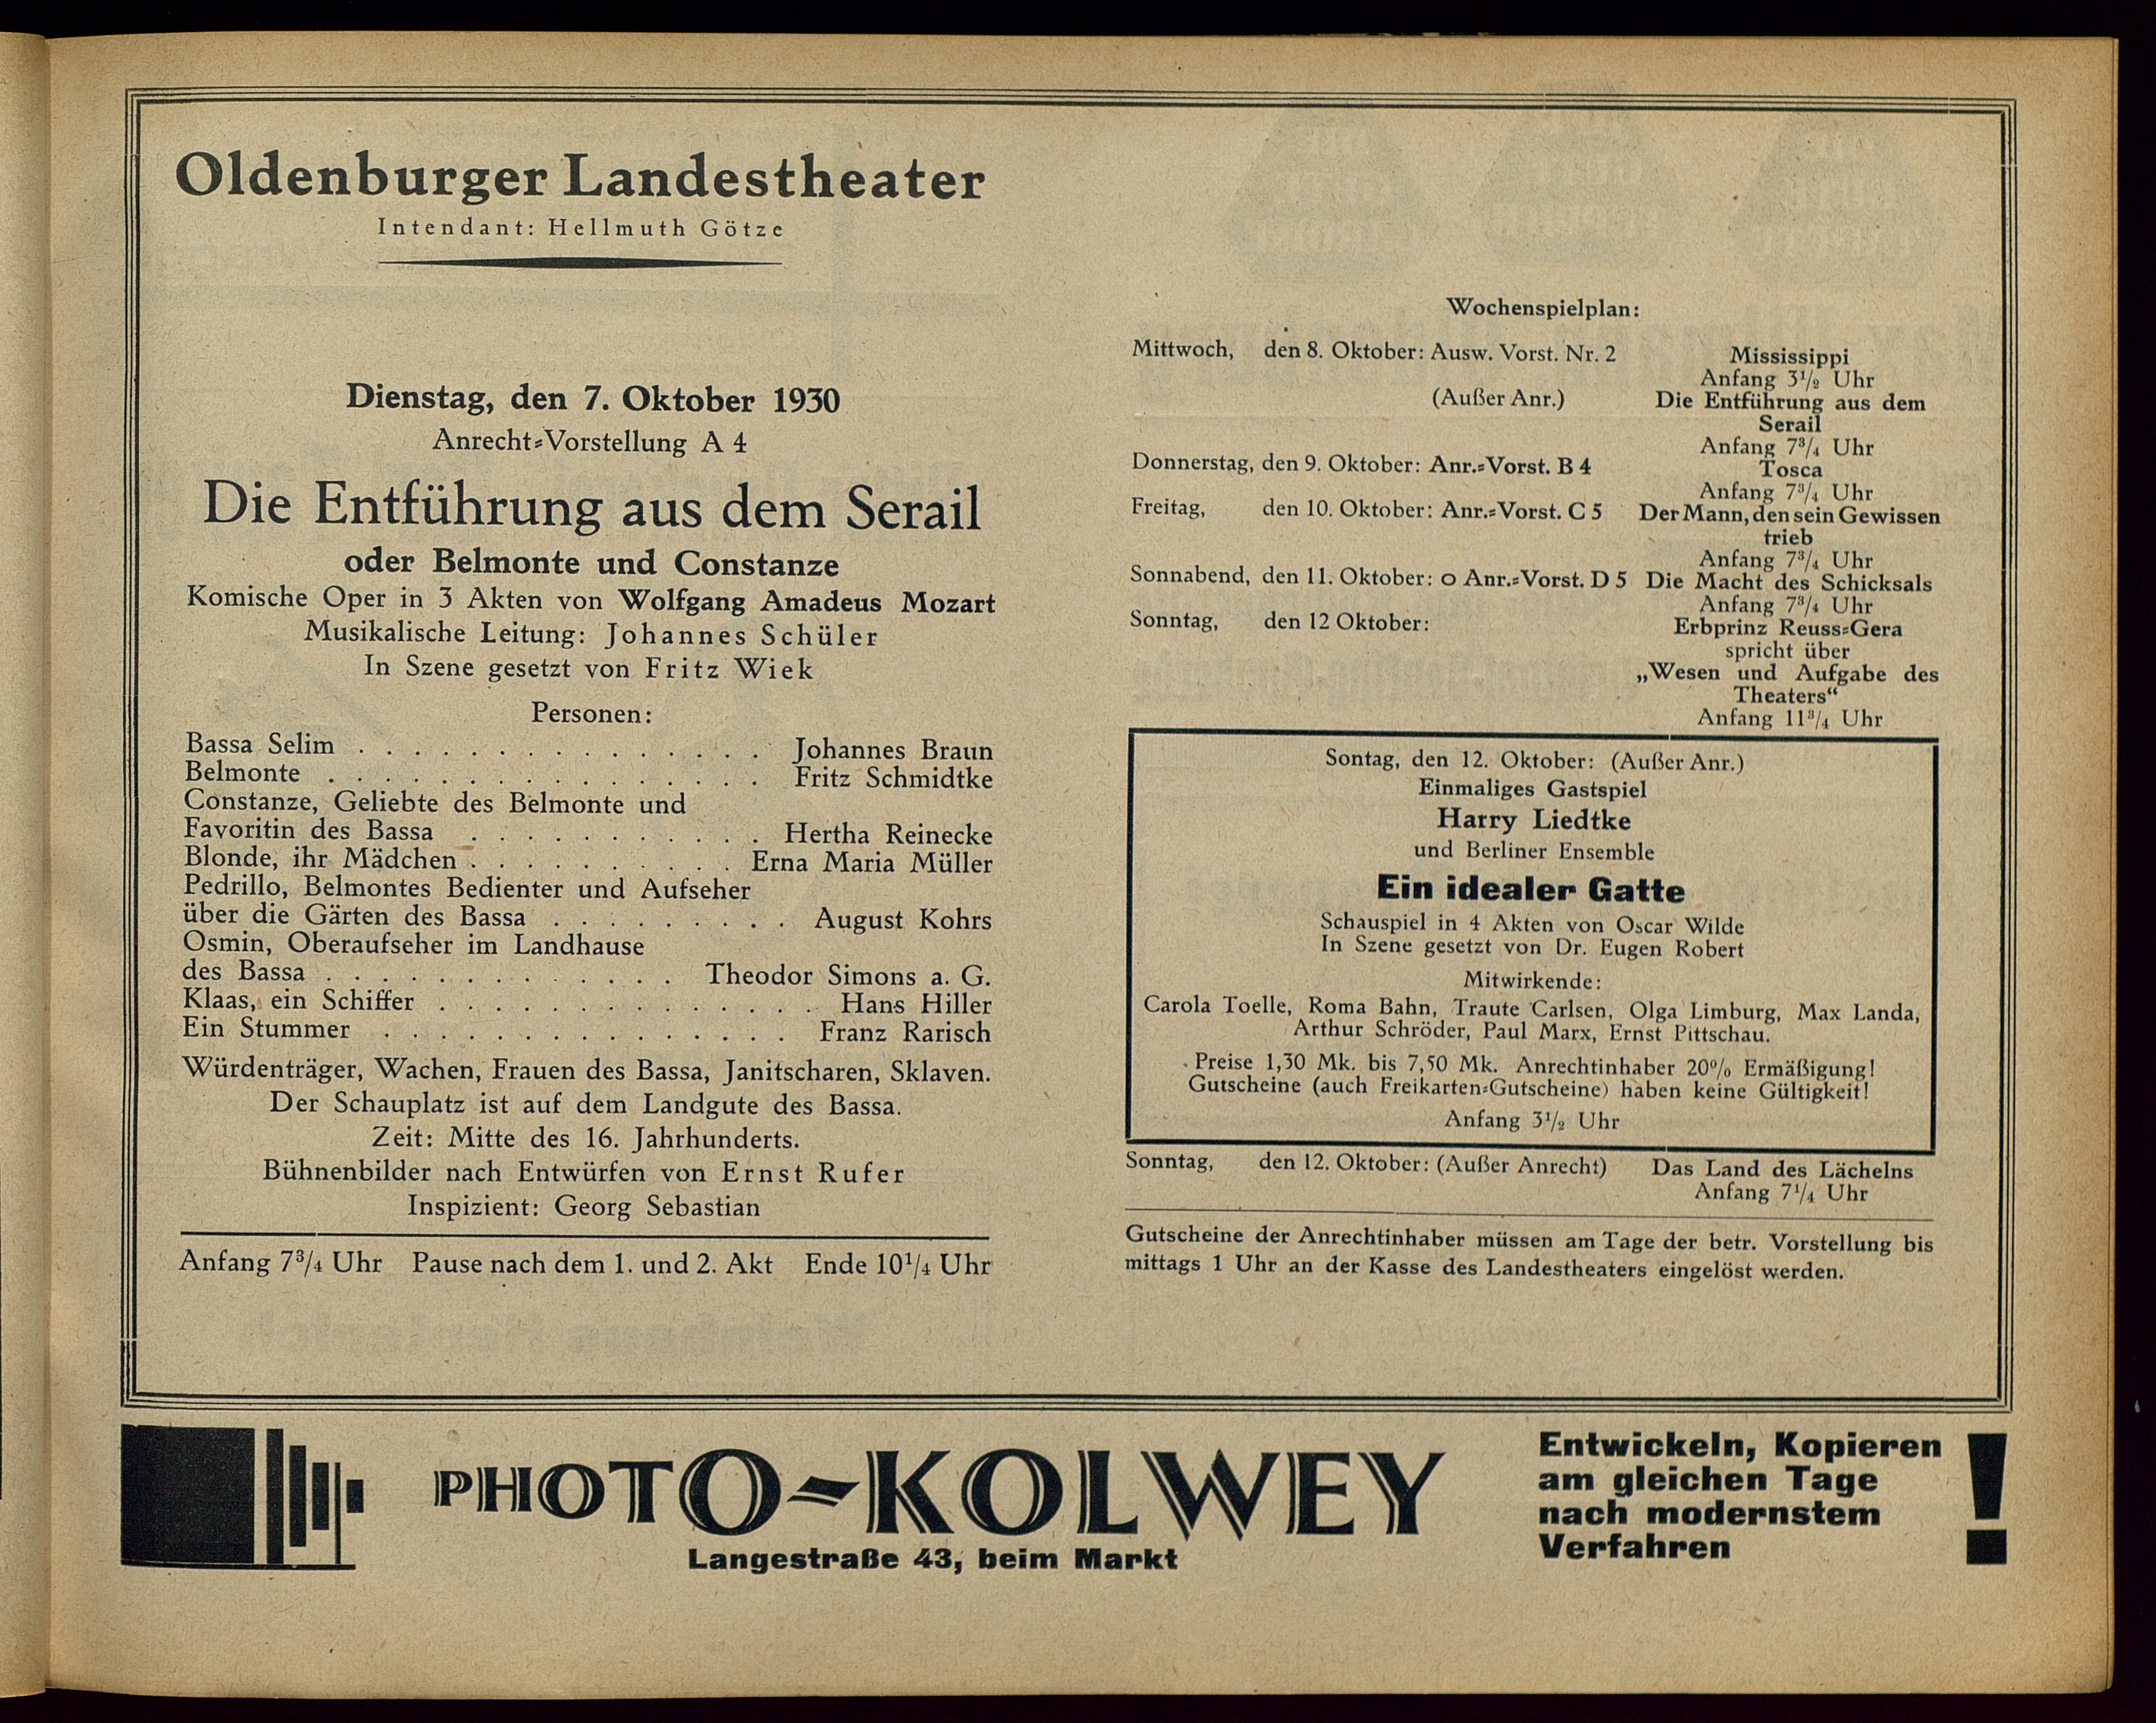 Oldenburger Landestheater
Intendant: Hellmuth Götze
Dienstag, den 7. Oktober 1930
Anrecht-Vorstellung A 4
Die Entführung aus dem Serail
oder Belmonte und Constanze
Komische Oper in 3 Akten von Wolfgang Amadeus Mozart
Musikalische Leitung: Johannes Schüler
In Szene gesetzt von Fritz Wiek
Personen:
Bassa Selim . . . . . . . . . . . . . . . Johannes Braun
Belmonte . . . . . . . . . . . . . . . . Fritz Schmidtke
Constanze, Geliebte des Belmonte und
Favoritin des Bassa . . . . . . . . . . . Hertha Reinecke
Blonde, ihr Mädchen . . . . . . . . . . Erna Maria Müller
Pedrillo, Belmontes Bedienter und Aufseher
über die Gärten des Bassa . . . . . . . . . August Kohrs
Osmin, Oberaufseher im Landhause
des Bassa . . . . . . . . . . . . . Theodor Simons a. G.
Klaas, ein Schiffer . . . . . . . . . . . . . . Hans Hiller
Ein Stummer . . . . . . . . . . . . . . . Franz Rarisch
Würdenträger, Wachen, Frauen des Bassa, Janitscharen, Sklaven.
Der Schauplatz ist auf dem Landgute des Bassa.
Zeit: Mitte des 16. Jahrhunderts.
Bühnenbilder nach Entwürfen von Ernst Rufer
Inspizient: Georg Sebastian
Anfang 7³/₄ Uhr Pause nach dem 1. und 2. Akt Ende 10¹/₄ Uhr
Wochenspielplan:
Mittwoch, den 8. Oktober: Ausw. Vorst. Nr. 2 Mississippi
Anfang 3¹/₂ Uhr
(Außer Anr.) Die Entführung aus dem
Serail
Anfang 7³/₄ Uhr
Donnerstag, den 9. Oktober: Anr.-Vorst. B 4 Tosca
Anfang 7³/₄ Uhr
Freitag, den 10. Oktober: Anr.-Vorst. C 5 Der Mann, den sein Gewissen
trieb
Anfang 7³/₄ Uhr
Sonnabend, den 11. Oktober: o Anr.-Vorst. D 5 Die Macht des Schicksals
Anfang 7³/₄ Uhr
Sonntag, den 12 Oktober: Erbprinz Reuss-Gera
spricht über
„Wesen und Aufgabe des
Theaters“
Anfang 11³/₄ Uhr
Sontag, den 12. Oktober: (Außer Anr.)
Einmaliges Gastspiel
Harry Liedtke
und Berliner Ensemble
Ein idealer Gatte
Schauspiel in 4 Akten von Oscar Wilde
In Szene gesetzt von Dr. Eugen Robert
Mitwirkende:
Carola Toelle, Roma Bahn, Traute Carlsen, Olga Limburg, Max Landa,
Arthur Schröder, Paul Marx, Ernst Pittschau.
Preise 1,30 Mk. bis 7,50 Mk. Anrechtinhaber 20% Ermäßigung!
Gutscheine (auch Freikarten-Gutscheine) haben keine Gültigkeit!
Anfang 3¹/₂ Uhr
Sonntag, den 12. Oktober: (Außer Anrecht) Das Land des Lächelns
Anfang 7¹/₄ Uhr
Gutscheine der Anrechtinhaber müssen am Tage der betr. Vorstellung bis
mittags 1 Uhr an der Kasse des Landestheaters eingelöst werden.
PHOTO-KOLWEY
Langestraße 43, beim Markt
Entwickeln, Kopieren
am gleichen Tage
nach modernstem
Verfahren !